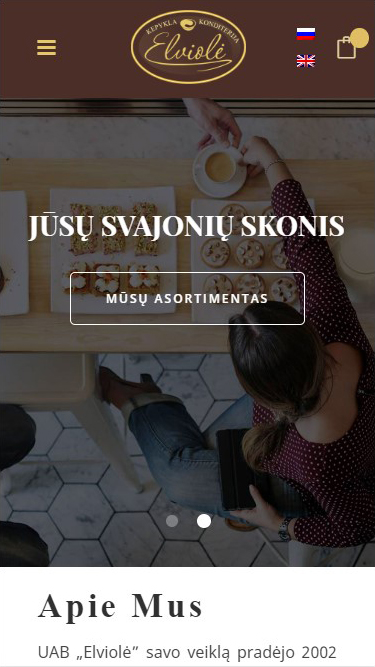 KEPYKLA KONDITERIJA
Elviolė
JŪSŲ SVAJONIŲ SKONIS
MŪSŲ ASORTIMENTAS
Apie Mus
UAB „Elviolė” savo veiklą pradėjo 2002